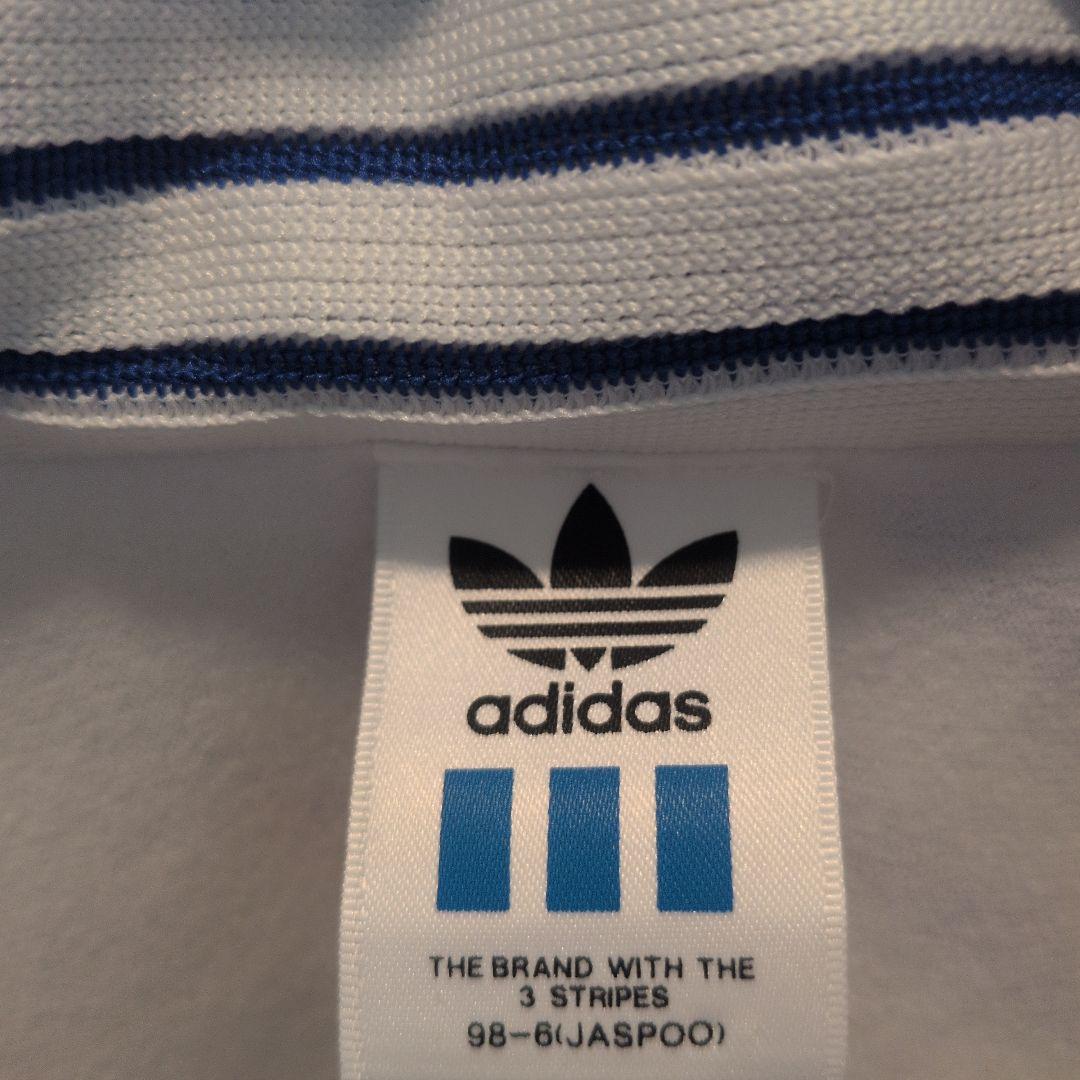 adidas
THE BRAND WITH THE
3 STRIPES
98-6(JASPOO)